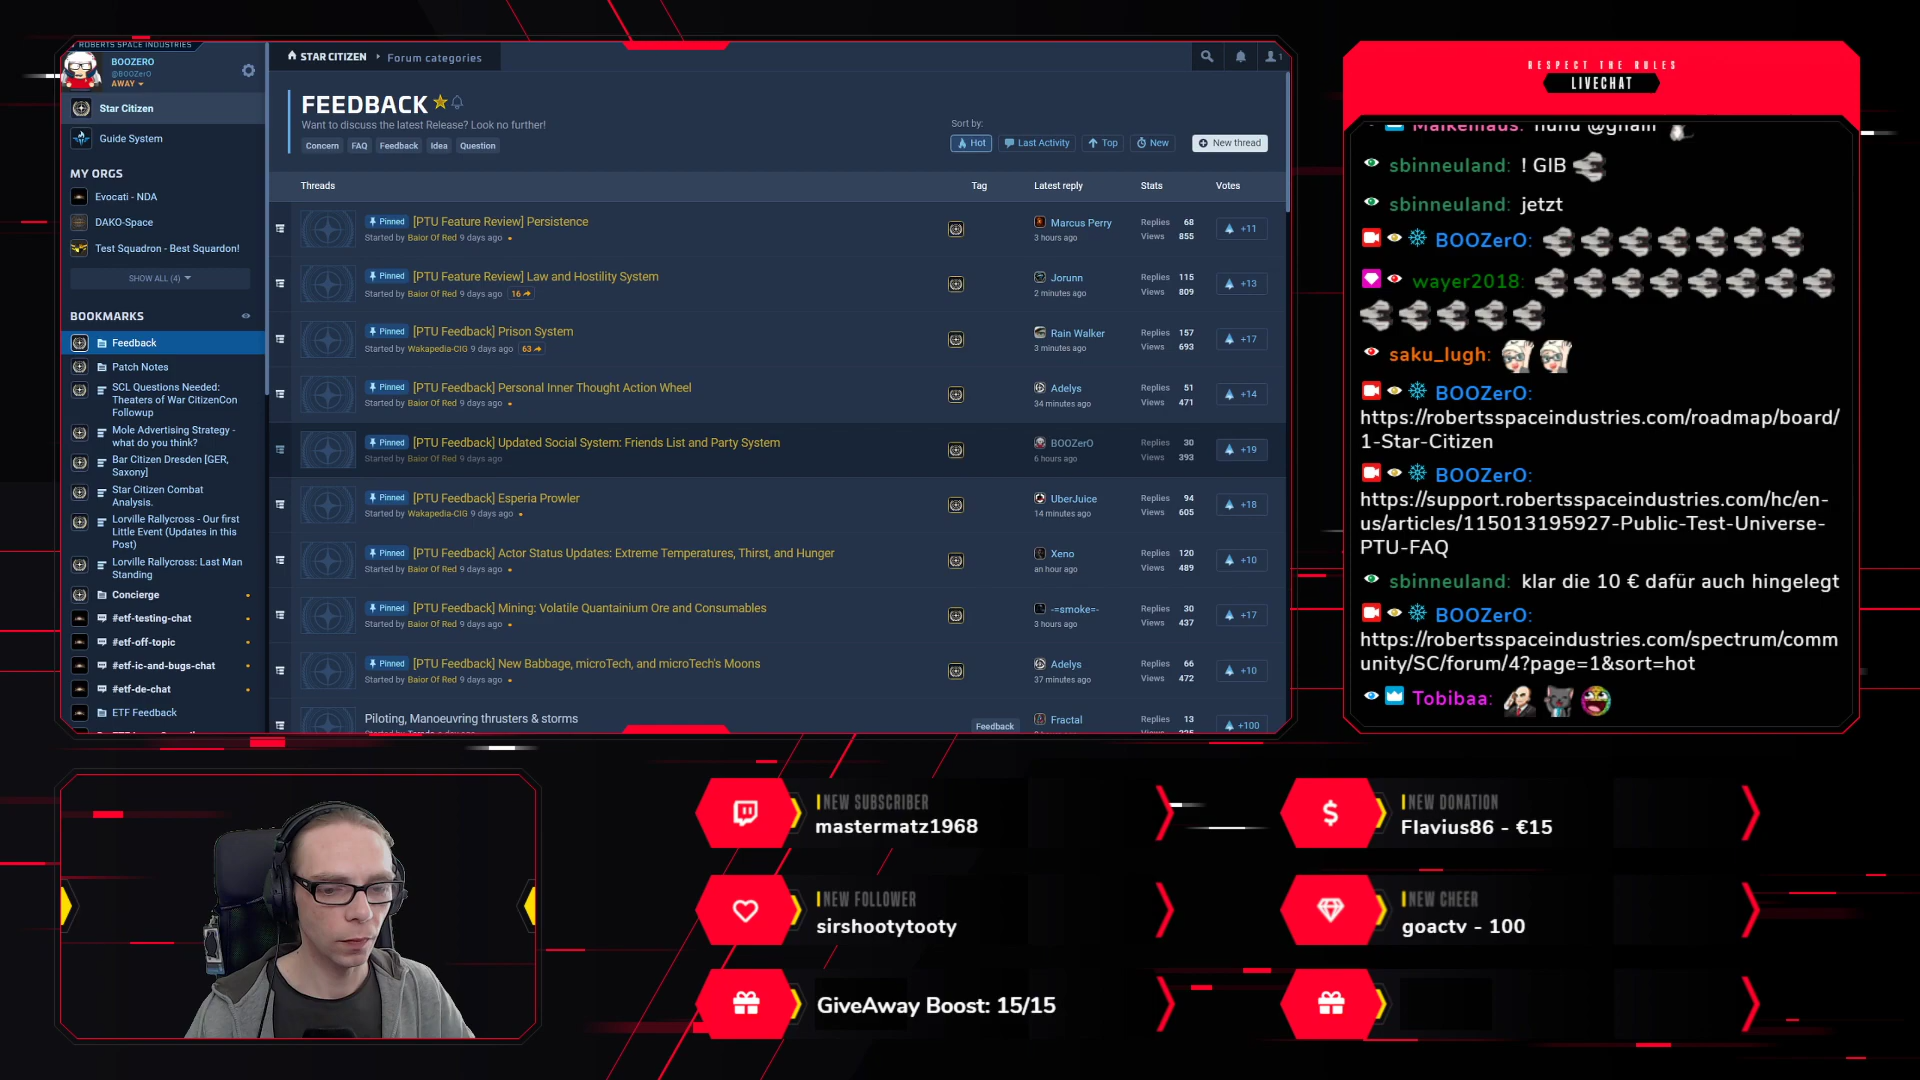 ROBERTS SPACE INDUSTRIES
BOOZERO
@BOOZerO
AWAY
Star Citizen
Guide System
MY ORGS
Evocati - NDA
DAKO-Space
Test Squadron - Best Squardon!
SHOW ALL (4)
BOOKMARKS
Feedback
Patch Notes
SCL Questions Needed:
Theaters of War CitizenCon
Followup
Mole Advertising Strategy -
what do you think?
Bar Citizen Dresden [GER,
Saxony]
Star Citizen Combat
Analysis.
Lorville Rallycross - Our first
Little Event (Updates in this
Post)
Lorville Rallycross: Last Man
Standing
Concierge
#etf-testing-chat
#etf-off-topic
#etf-ic-and-bugs-chat
#etf-de-chat
ETF Feedback
STAR CITIZEN
Forum categories
1
FEEDBACK
Want to discuss the latest Release? Look no further!
Concern FAQ Feedback Idea Question
Sort by:
Hot Last Activity Top New
New thread
Threads Tag Latest reply Stats Votes
Pinned [PTU Feature Review] Persistence
Started by Baior Of Red 9 days ago
Marcus Perry
3 hours ago
Replies 68
Views 855
+11
Pinned [PTU Feature Review] Law and Hostility System
Started by Baior Of Red 9 days ago 16
Jorunn
2 minutes ago
Replies 115
Views 809
+13
Pinned [PTU Feedback] Prison System
Started by Wakapedia-CIG 9 days ago 63
Rain Walker
3 minutes ago
Replies 157
Views 693
+17
Pinned [PTU Feedback] Personal Inner Thought Action Wheel
Started by Baior Of Red 9 days ago
Adelys
34 minutes ago
Replies 51
Views 471
+14
Pinned [PTU Feedback] Updated Social System: Friends List and Party System
Started by Baior Of Red 9 days ago
BOOZerO
6 hours ago
Replies 30
Views 393
+19
Pinned [PTU Feedback] Esperia Prowler
Started by Wakapedia-CIG 9 days ago
UberJuice
14 minutes ago
Replies 94
Views 605
+18
Pinned [PTU Feedback] Actor Status Updates: Extreme Temperatures, Thirst, and Hunger
Started by Baior Of Red 9 days ago
Xeno
an hour ago
Replies 120
Views 489
+10
Pinned [PTU Feedback] Mining: Volatile Quantainium Ore and Consumables
Started by Baior Of Red 9 days ago
-=smoke=-
3 hours ago
Replies 30
Views 437
+17
Pinned [PTU Feedback] New Babbage, microTech, and microTech's Moons
Started by Baior Of Red 9 days ago
Adelys
37 minutes ago
Replies 66
Views 472
+10
Piloting, Manoeuvring thrusters & storms
Feedback
Fractal
Replies 13
+100
RESPECT THE RULES
LIVECHAT
sbinneuland: ! GIB
sbinneuland: jetzt
BOOZerO:
wayer2018:
saku_lugh:
BOOZerO:
https://robertsspaceindustries.com/roadmap/board/
1-Star-Citizen
BOOZerO:
https://support.robertsspaceindustries.com/hc/en-
us/articles/115013195927-Public-Test-Universe-
PTU-FAQ
sbinneuland: klar die 10 € dafür auch hingelegt
BOOZerO:
https://robertsspaceindustries.com/spectrum/comm
unity/SC/forum/4?page=1&sort=hot
Tobibaa:
NEW SUBSCRIBER
mastermatz1968
NEW DONATION
Flavius86 - €15
NEW FOLLOWER
sirshootytooty
NEW CHEER
goactv - 100
GiveAway Boost: 15/15